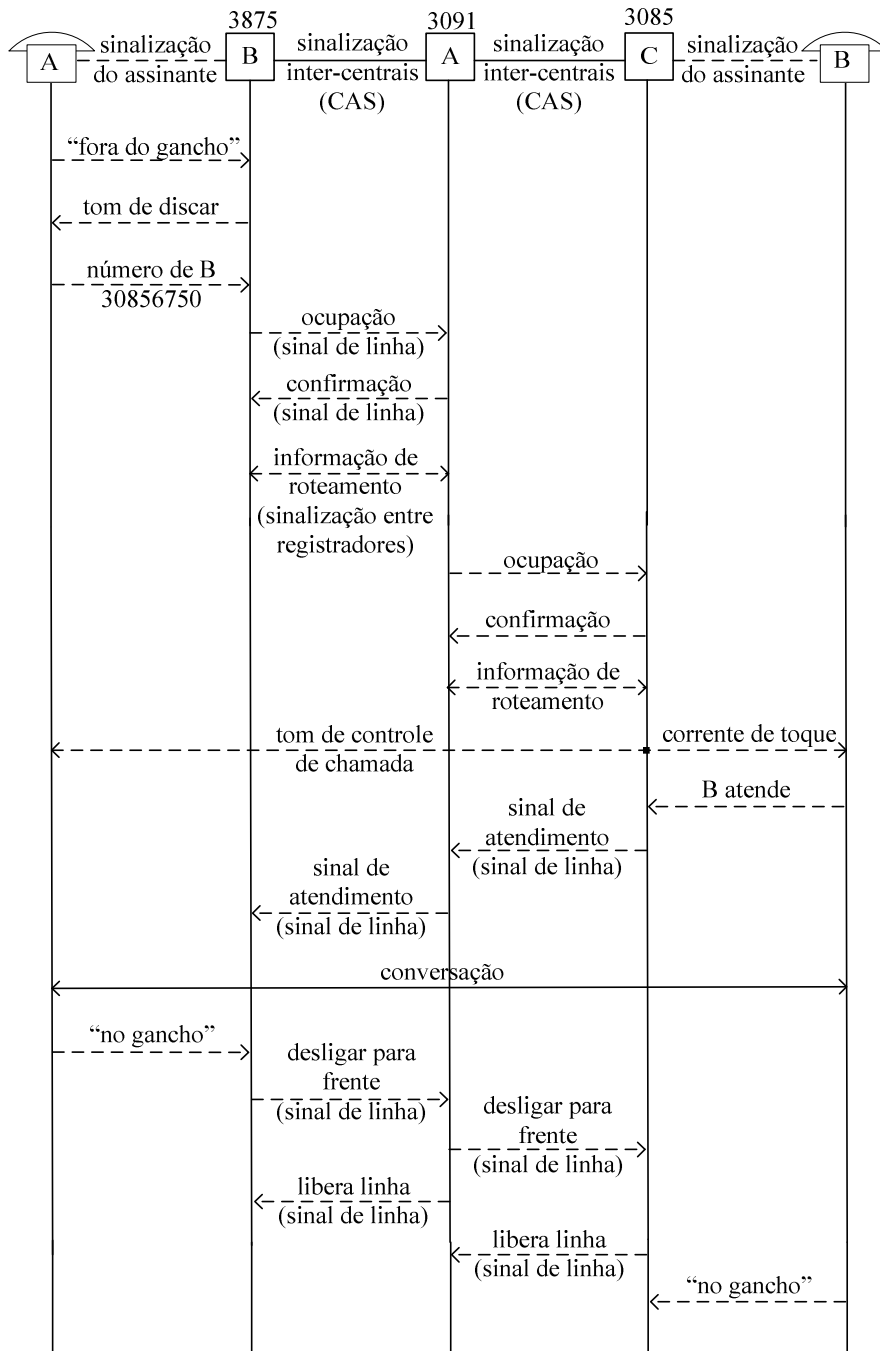 3875
3091
3085
A
sinalização
do assinante
B
sinalização
inter-centrais
(CAS)
A
sinalização
inter-centrais
(CAS)
C
sinalização
do assinante
B
“fora do gancho”
tom de discar
número de B
30856750
ocupação
(sinal de linha)
confirmação
(sinal de linha)
informação de
roteamento
(sinalização entre
registradores)
ocupação
confirmação
informação de
roteamento
tom de controle
de chamada
corrente de toque
B atende
sinal de
atendimento
(sinal de linha)
sinal de
atendimento
(sinal de linha)
conversação
“no gancho”
desligar para
frente
(sinal de linha)
desligar para
frente
(sinal de linha)
libera linha
(sinal de linha)
libera linha
(sinal de linha)
“no gancho”